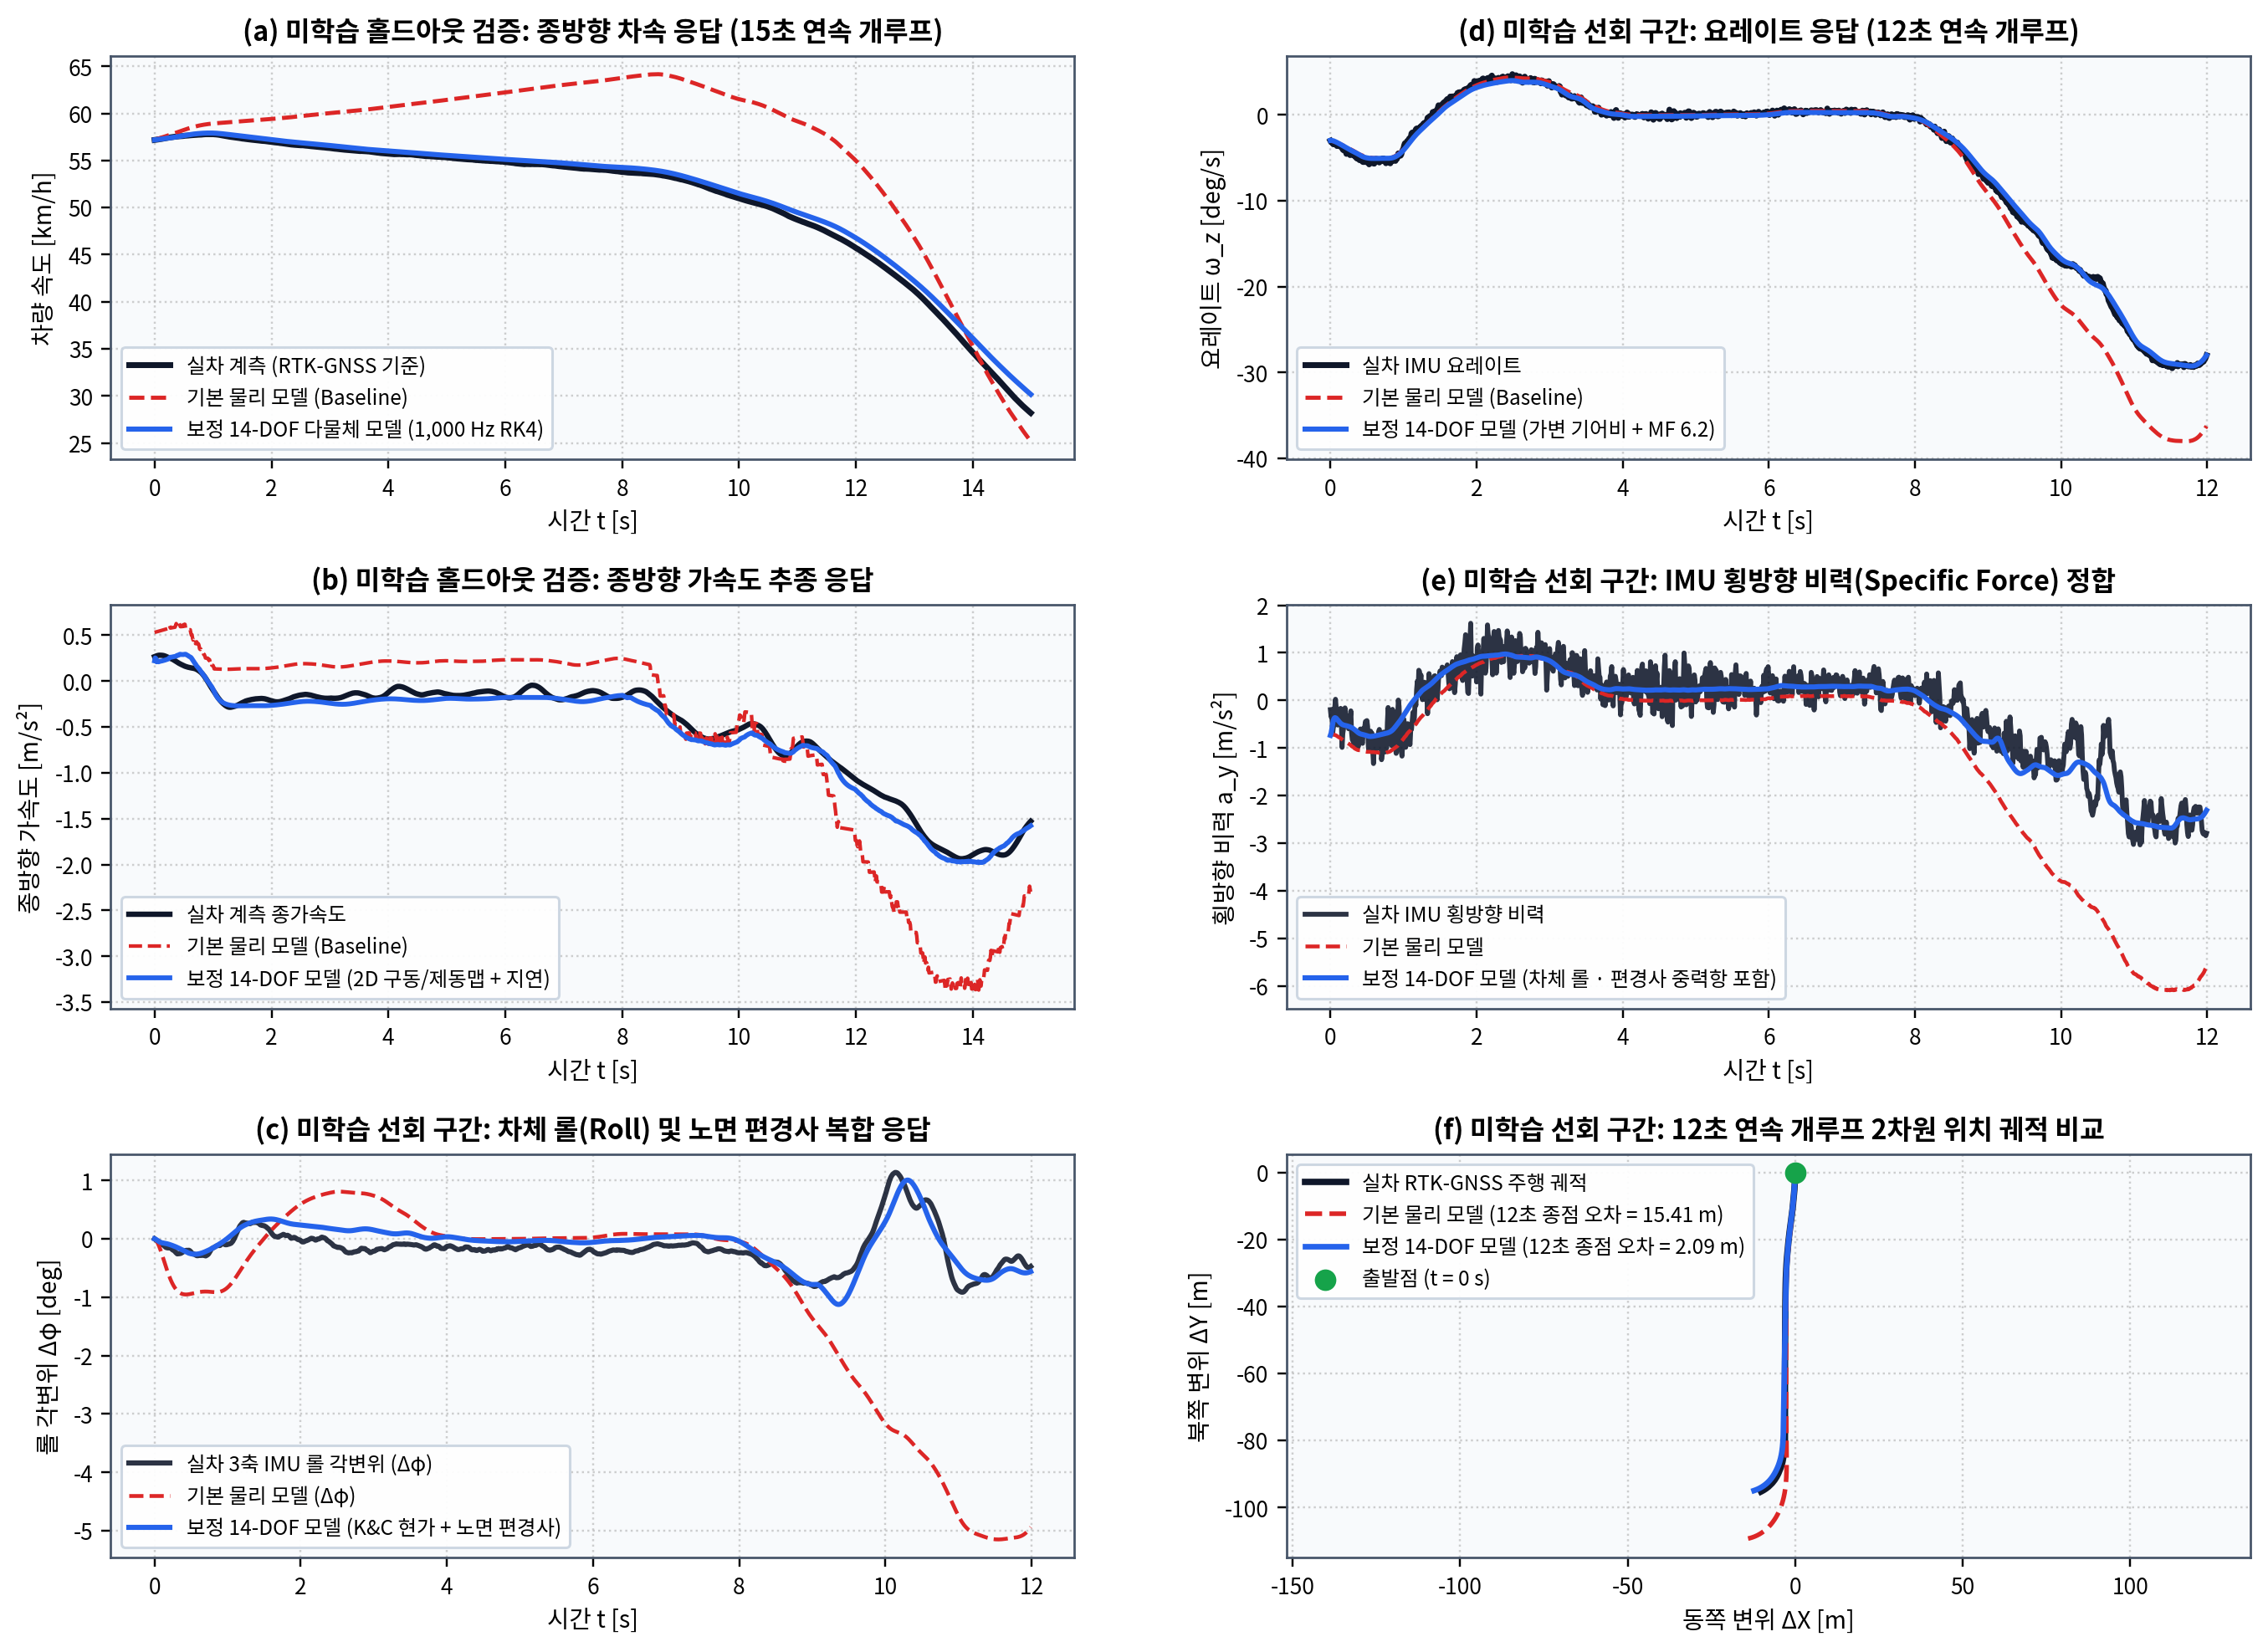 (a) 미학습 홀드아웃 검증: 종방향 차속 응답 (15초 연속 개루프)
65
60
55
50
45
40
35
30
25
차량 속도 [km/h]
실차 계측 (RTK-GNSS 기준)
기본 물리 모델 (Baseline)
보정 14-DOF 다물체 모델 (1,000 Hz RK4)
0 2 4 6 8 10 12 14
시간 t [s]
(d) 미학습 선회 구간: 요레이트 응답 (12초 연속 개루프)
0
-10
-20
-30
-40
요레이트 ω_z [deg/s]
실차 IMU 요레이트
기본 물리 모델 (Baseline)
보정 14-DOF 모델 (가변 기어비 + MF 6.2)
0 2 4 6 8 10 12
시간 t [s]
(b) 미학습 홀드아웃 검증: 종방향 가속도 추종 응답
0.5
0.0
-0.5
-1.0
-1.5
-2.0
-2.5
-3.0
-3.5
종방향 가속도 [m/s²]
실차 계측 종가속도
기본 물리 모델 (Baseline)
보정 14-DOF 모델 (2D 구동/제동맵 + 지연)
0 2 4 6 8 10 12 14
시간 t [s]
(e) 미학습 선회 구간: IMU 횡방향 비력(Specific Force) 정합
2
1
0
-1
-2
-3
-4
-5
-6
횡방향 비력 a_y [m/s²]
실차 IMU 횡방향 비력
기본 물리 모델
보정 14-DOF 모델 (차체 롤 · 편경사 중력항 포함)
0 2 4 6 8 10 12
시간 t [s]
(c) 미학습 선회 구간: 차체 롤(Roll) 및 노면 편경사 복합 응답
1
0
-1
-2
-3
-4
-5
롤 각변위 Δϕ [deg]
실차 3축 IMU 롤 각변위 (Δϕ)
기본 물리 모델 (Δϕ)
보정 14-DOF 모델 (K&C 현가 + 노면 편경사)
0 2 4 6 8 10 12
시간 t [s]
(f) 미학습 선회 구간: 12초 연속 개루프 2차원 위치 궤적 비교
0
-20
-40
-60
-80
-100
북쪽 변위 ΔY [m]
실차 RTK-GNSS 주행 궤적
기본 물리 모델 (12초 종점 오차 = 15.41 m)
보정 14-DOF 모델 (12초 종점 오차 = 2.09 m)
출발점 (t = 0 s)
-150 -100 -50 0 50 100
동쪽 변위 ΔX [m]